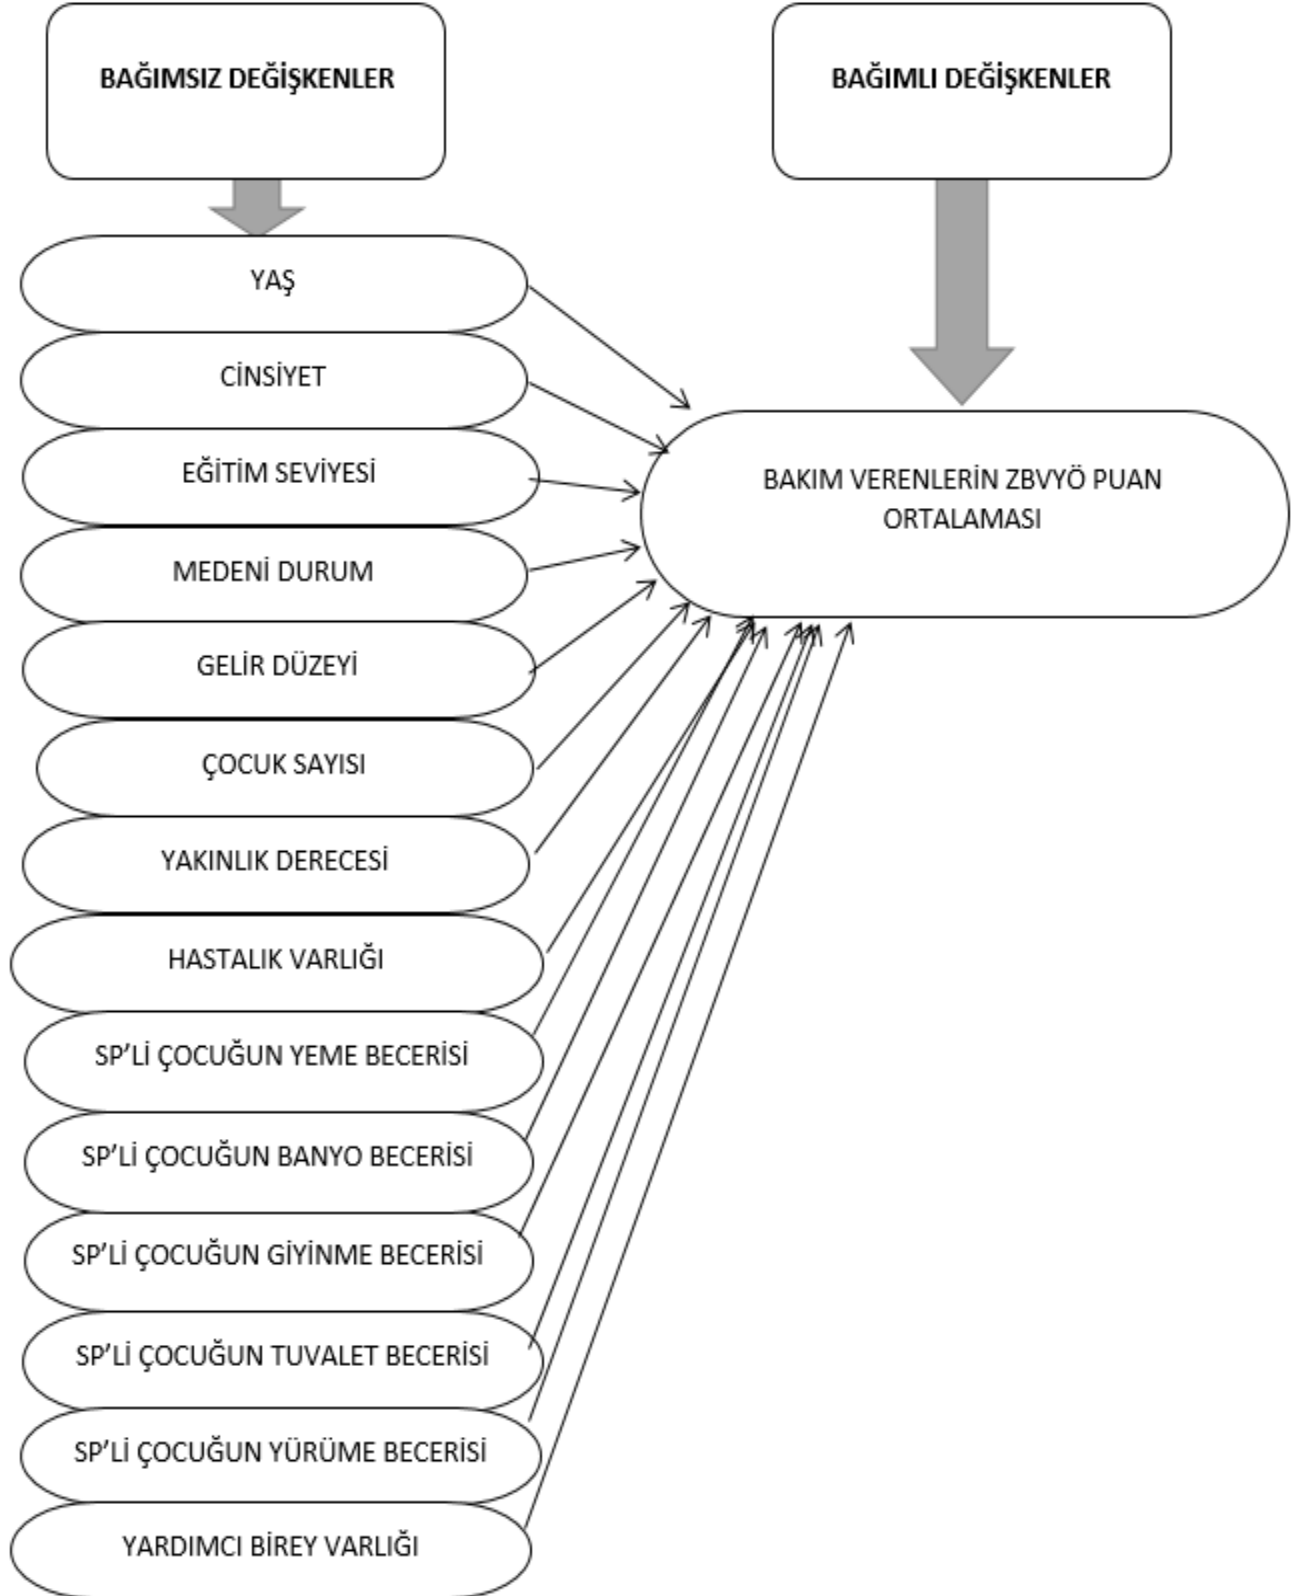 BAĞIMSIZ DEĞİŞKENLER
BAĞIMLI DEĞİŞKENLER
YAŞ
CİNSİYET
EĞİTİM SEVİYESİ
MEDENİ DURUM
GELİR DÜZEYİ
ÇOCUK SAYISI
YAKINLIK DERECESİ
HASTALIK VARLIĞI
SP’Lİ ÇOCUĞUN YEME BECERİSİ
SP’Lİ ÇOCUĞUN BANYO BECERİSİ
SP’Lİ ÇOCUĞUN GİYİNME BECERİSİ
SP’Lİ ÇOCUĞUN TUVALET BECERİSİ
SP’Lİ ÇOCUĞUN YÜRÜME BECERİSİ
YARDIMCI BİREY VARLIĞI
BAKIM VERENLERİN ZBVYÖ PUAN
ORTALAMASI